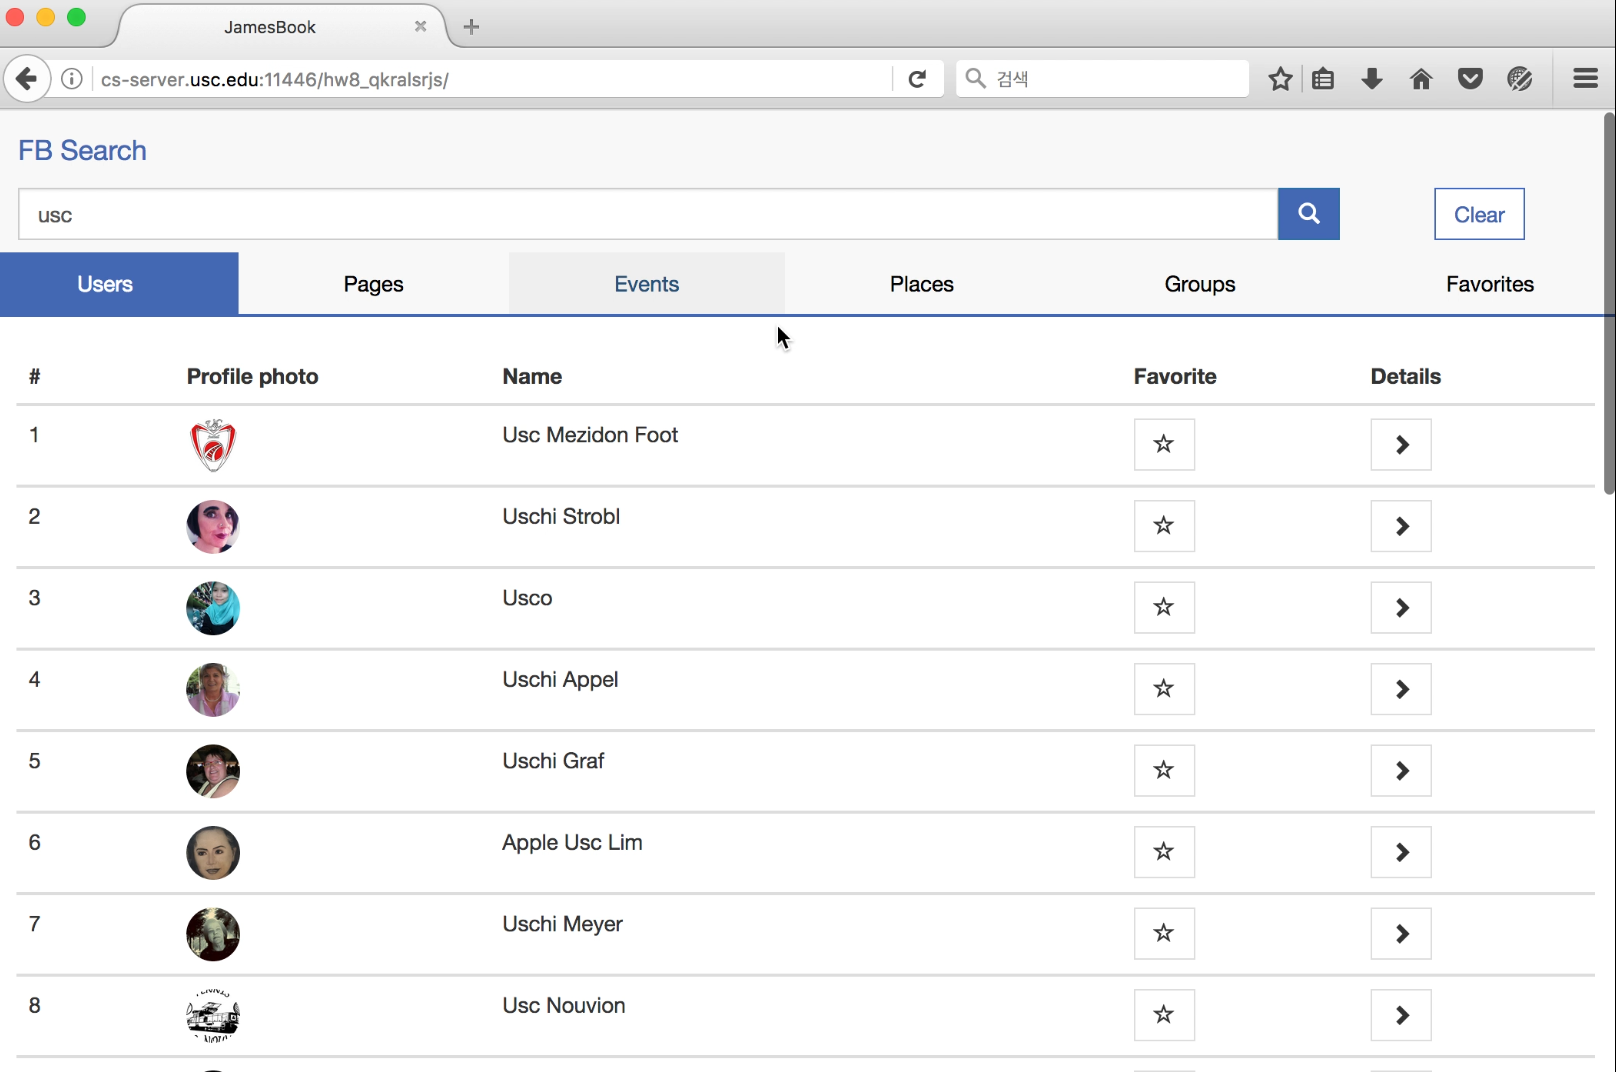 JamesBook
cs-server.usc.edu:11446/hw8_qkralsrjs/
검색
FB Search
usc
Clear
Users Pages Events Places Groups Favorites
# Profile photo Name Favorite Details
1 Usc Mezidon Foot
2 Uschi Strobl
3 Usco
4 Uschi Appel
5 Uschi Graf
6 Apple Usc Lim
7 Uschi Meyer
8 Usc Nouvion